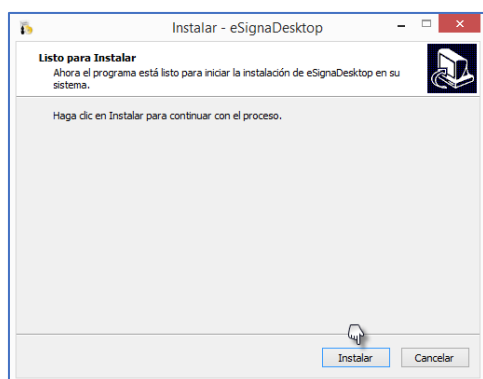 Instalar - eSignaDesktop
Listo para Instalar
Ahora el programa está listo para iniciar la instalación de eSignaDesktop en su
sistema.
Haga clic en Instalar para continuar con el proceso.
Instalar Cancelar